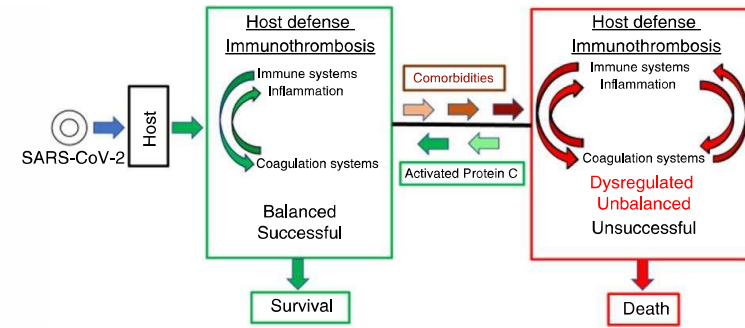 SARS-CoV-2
Host
Host defense
Immunothrombosis
Immune systems
Inflammation
Coagulation systems
Balanced
Successful
Survival
Comorbidities
Activated Protein C
Host defense
Immunothrombosis
Immune systems
Inflammation
Coagulation systems
Dysregulated
Unbalanced
Unsuccessful
Death